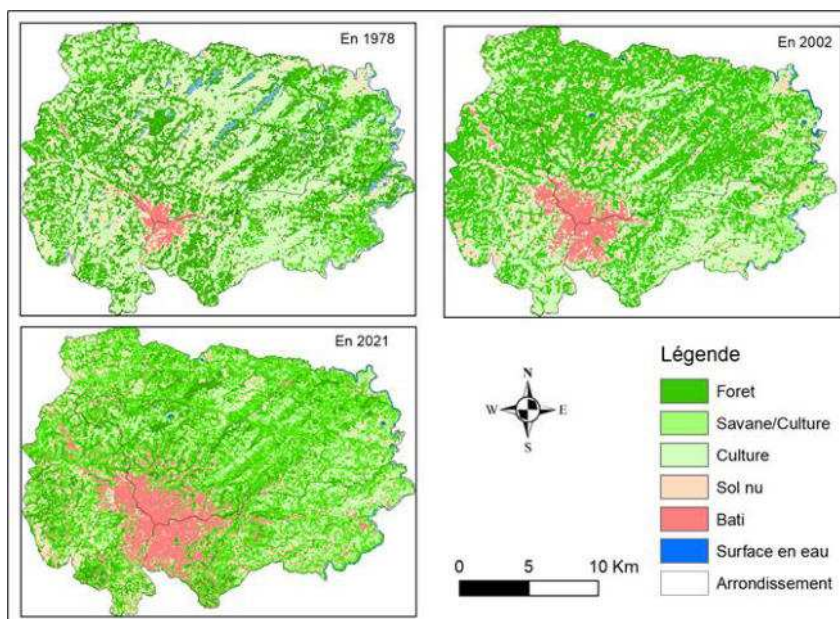 En 1978
En 2002
En 2021
N
W E
S
0 5 10 Km
Légende
Foret
Savane/Culture
Culture
Sol nu
Bati
Surface en eau
Arrondissement